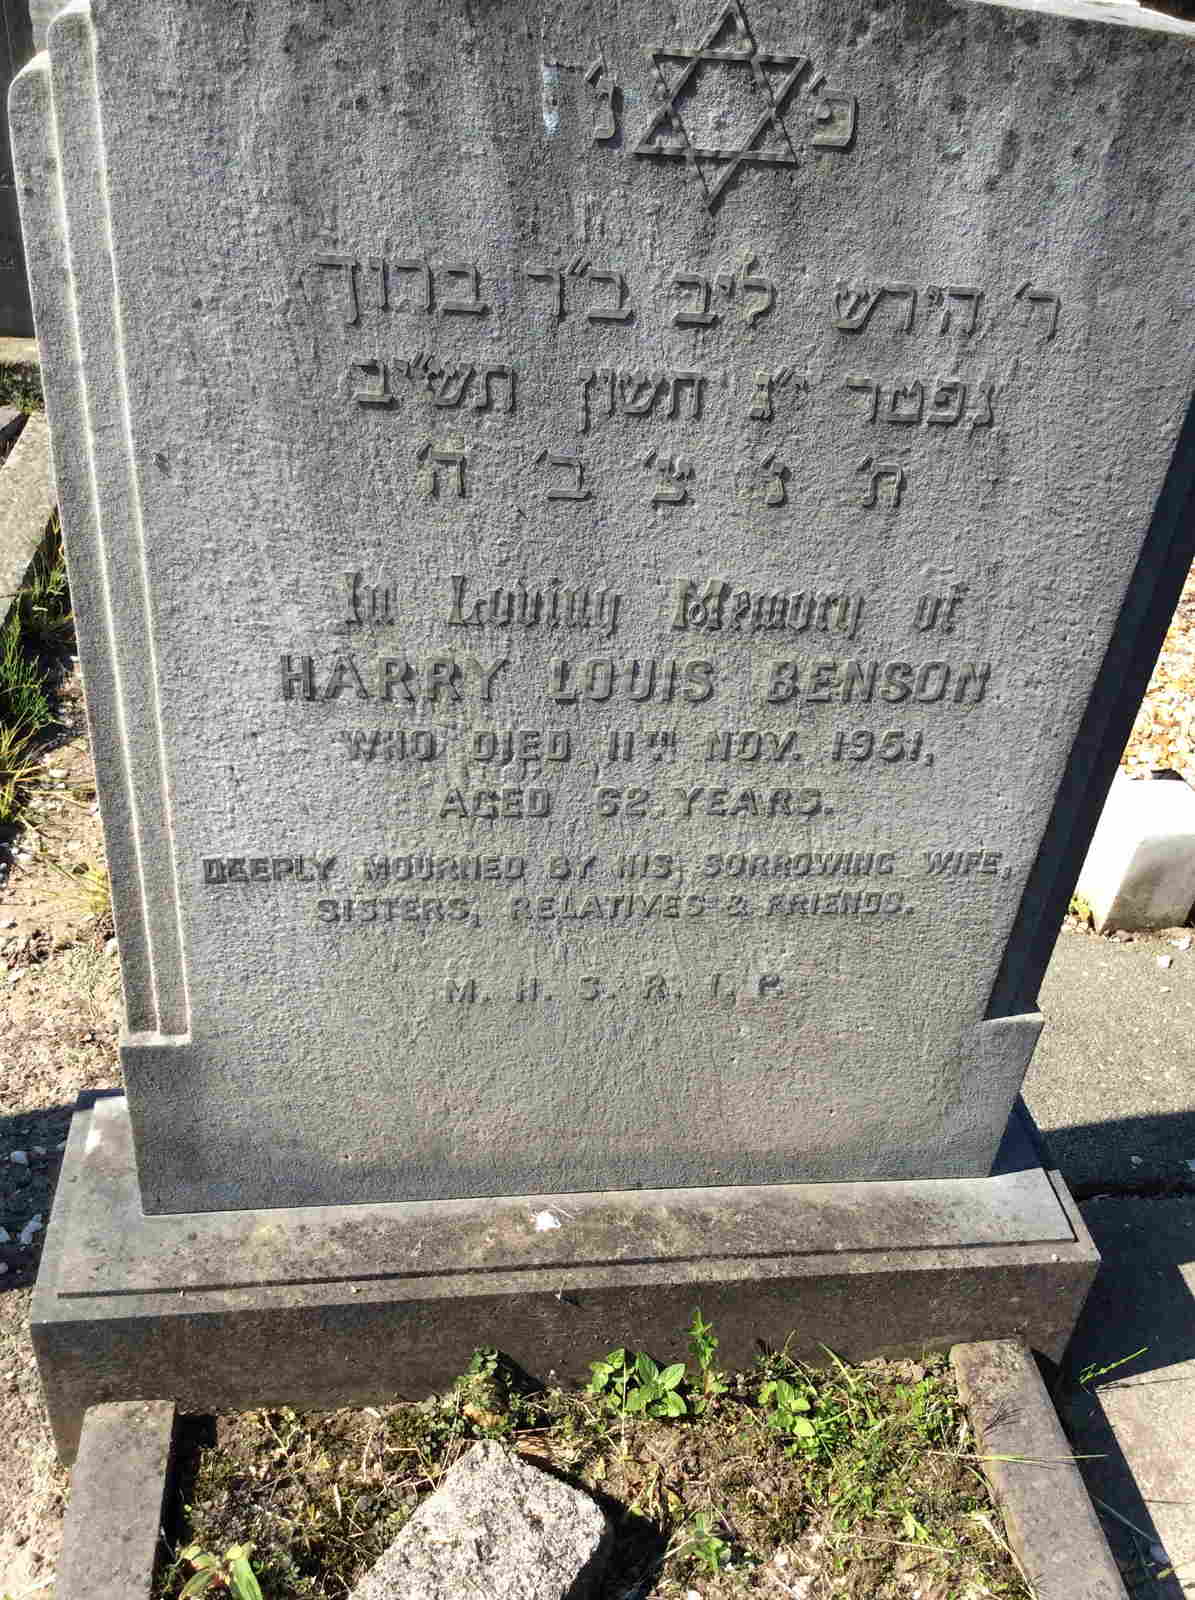 פ' נ'
ר' הירש ליב ב"ר ברוך
נפטר י"ג חשון תשי"ב
ת' נ' צ' ב' ה'
In Loving Memory of
HARRY LOUIS BENSON
WHO DIED 11TH NOV. 1951,
AGED 62 YEARS.
DEEPLY MOURNED BY HIS SORROWING WIFE,
SISTERS, RELATIVES & FRIENDS.
M. H. S. R. I. P.